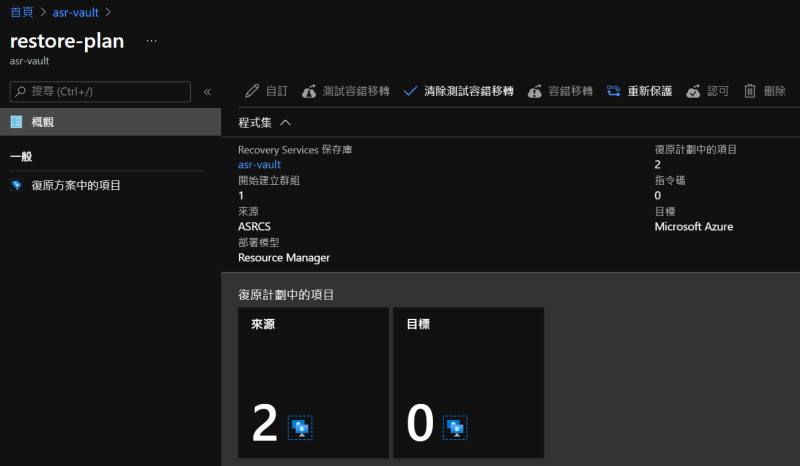 首頁 > asr-vault >
restore-plan ...
asr-vault
搜尋 (Ctrl+/) «
自訂 測試容錯移轉 清除測試容錯移轉 容錯移轉 重新保護 認可 刪除
概觀
一般
復原方案中的項目
程式集
Recovery Services 保存庫
asr-vault
開始建立群組
1
來源
ASRCS
部署模型
Resource Manager
復原計劃中的項目
2
指令碼
0
目標
Microsoft Azure
復原計劃中的項目
來源
2
目標
0